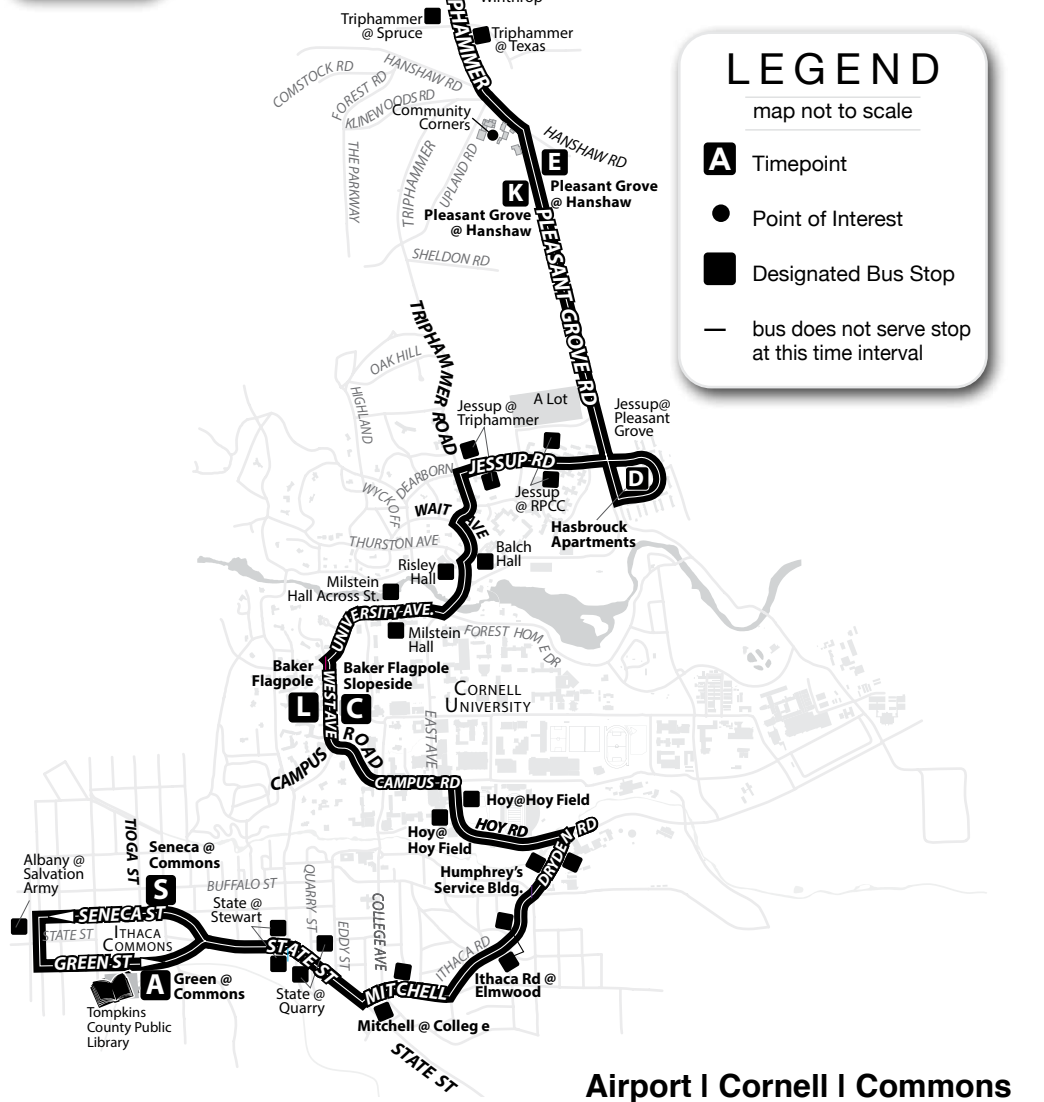 Winthrop
Triphammer
@ Spruce
PHAMMER
Triphammer
@ Texas
LEGEND
map not to scale
A Timepoint
Point of Interest
Designated Bus Stop
— bus does not serve stop
at this time interval
COMSTOCK RD
FOREST RD
HANSHAW RD
KLINEWOODS RD
Community
Corners
THE PARKWAY
TRIPHAMMER
UPLAND RD
HANSHAW RD
E
Pleasant Grove
@ Hanshaw
K
Pleasant Grove
@ Hanshaw
SHELDON RD
PLEASANT GROVE RD
TRIPHAMMER ROAD
OAK HILL
HIGHLAND
A Lot
Jessup @
Triphammer
Jessup@
Pleasant
Grove
JESSUP RD
DEARBORN
WYCKOFF
D
Jessup
@ RPCC
WAIT AVE
Hasbrouck
Apartments
THURSTON AVE
Balch
Hall
Risley
Hall
Milstein
Hall Across St.
UNIVERSITY AVE.
Milstein
Hall
FOREST HOME DR
Baker
Flagpole
Baker Flagpole
Slopeside
L
C
WEST AVE
CORNELL
UNIVERSITY
EAST AVE
CAMPUS ROAD
CAMPUS RD
Hoy@Hoy Field
Hoy@
Hoy Field
HOY RD
DRYDEN RD
Humphrey's
Service Bldg.
TIOGA ST
Seneca @
Commons
S
Albany @
Salvation
Army
BUFFALO ST
QUARRY ST
State @
Stewart
EDDY ST
COLLEGE AVE
SENECA ST
STATE ST
ITHACA
COMMONS
GREEN ST
STATE ST
ITHACA RD
A
Green @
Commons
State @
Quarry
MITCHELL
Ithaca Rd @
Elmwood
Tompkins
County Public
Library
Mitchell @ Colleg e
STATE ST
Airport | Cornell | Commons